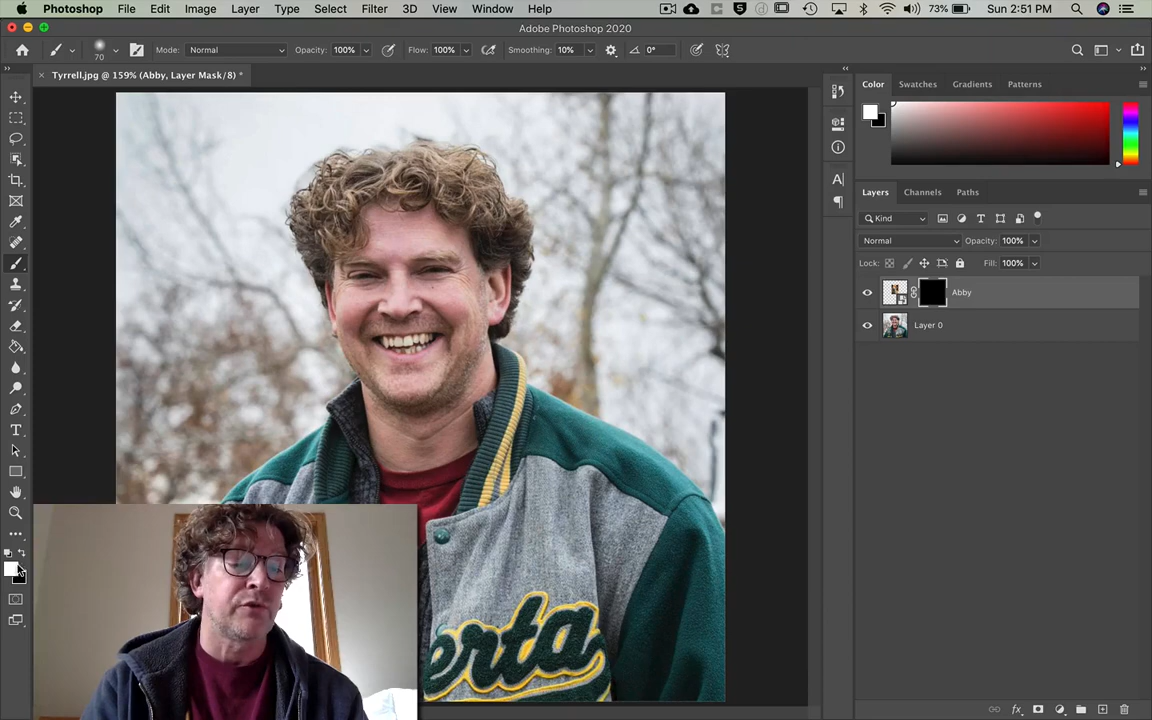 Photoshop File Edit Image Layer Type Select Filter 3D View Window Help 73% Sun 2:51 PM
Adobe Photoshop 2020
70 Mode: Normal Opacity: 100% Flow: 100% Smoothing: 10% 0°
Tyrrell.jpg @ 159% (Abby, Layer Mask/8) *
Color Swatches Gradients Patterns
Layers Channels Paths
Kind
Normal Opacity: 100%
Lock: Fill: 100%
Abby
Layer 0
erta